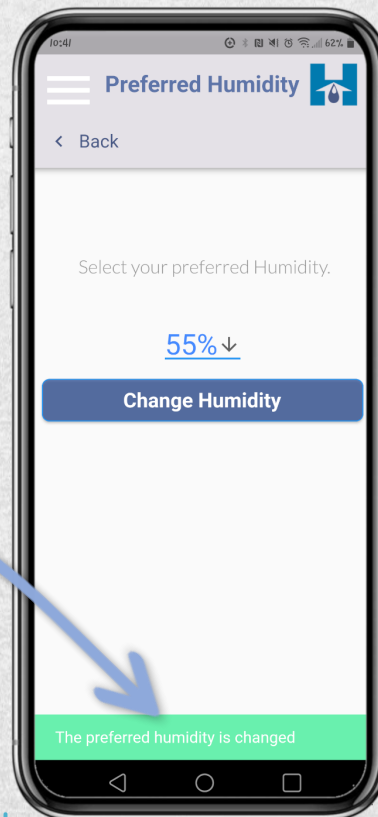 10:41
62%
Preferred Humidity
Back
Select your preferred Humidity.
55%
Change Humidity
The preferred humidity is changed